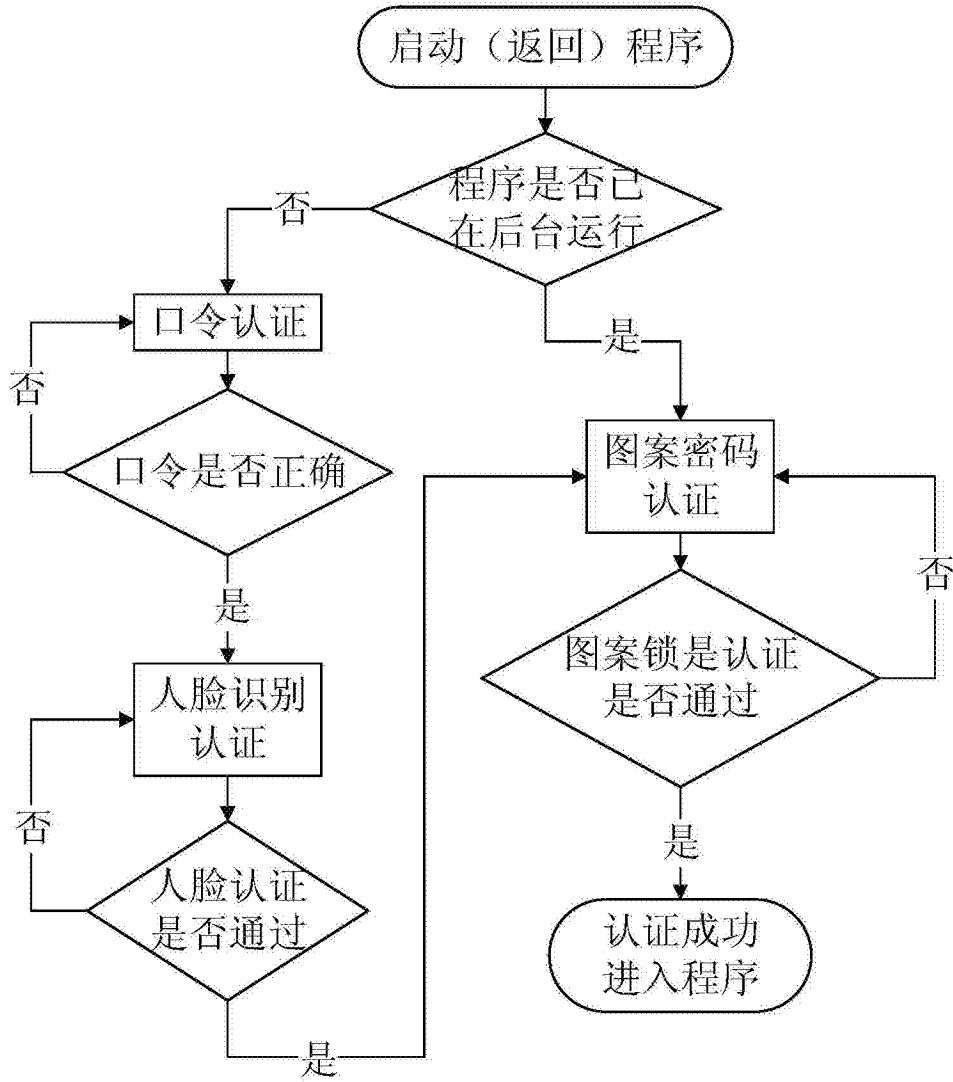 启动（返回）程序
程序是否已
在后台运行
否
是
口令认证
否
口令是否正确
是
人脸识别
认证
否
人脸认证
是否通过
是
图案密码
认证
否
图案锁是认证
是否通过
是
认证成功
进入程序